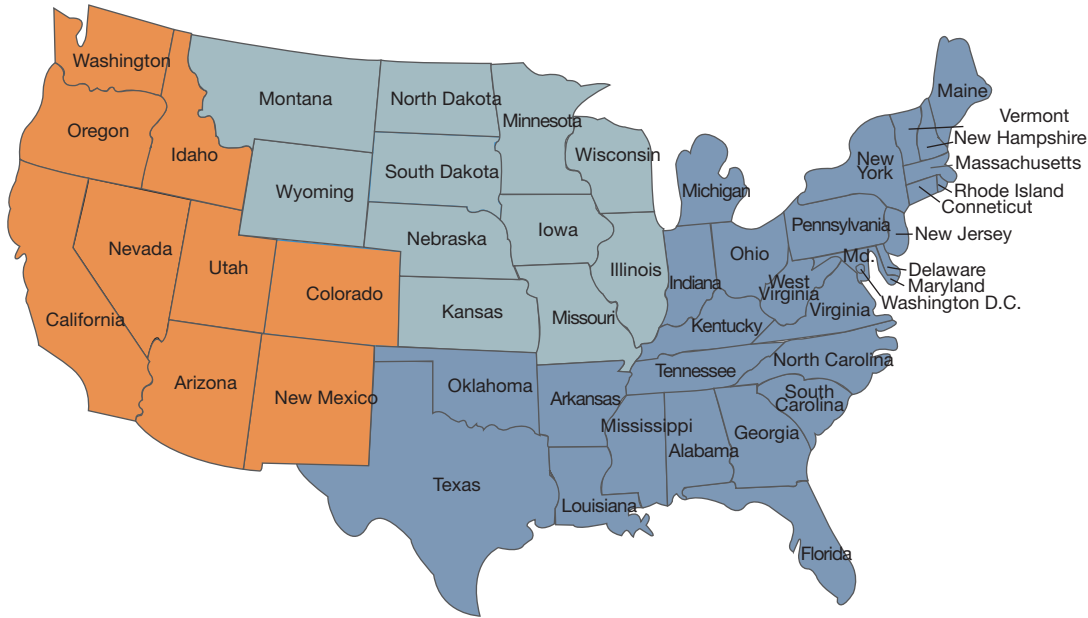 Washington
Oregon
Idaho
Montana
North Dakota
Minnesota
Wisconsin
Michigan
Maine
Vermont
New Hampshire
Massachusetts
Rhode Island
Conneticut
New
York
Wyoming
South Dakota
Iowa
Nebraska
Nevada
Utah
Colorado
California
Kansas
Missouri
Illinois
Indiana
Ohio
Pennsylvania
New Jersey
Md.
Delaware
Maryland
Washington D.C.
West
Virginia
Virginia
Kentucky
Tennessee
North Carolina
South
Carolina
Arizona
New Mexico
Oklahoma
Arkansas
Mississippi
Alabama
Georgia
Texas
Louisiana
Florida